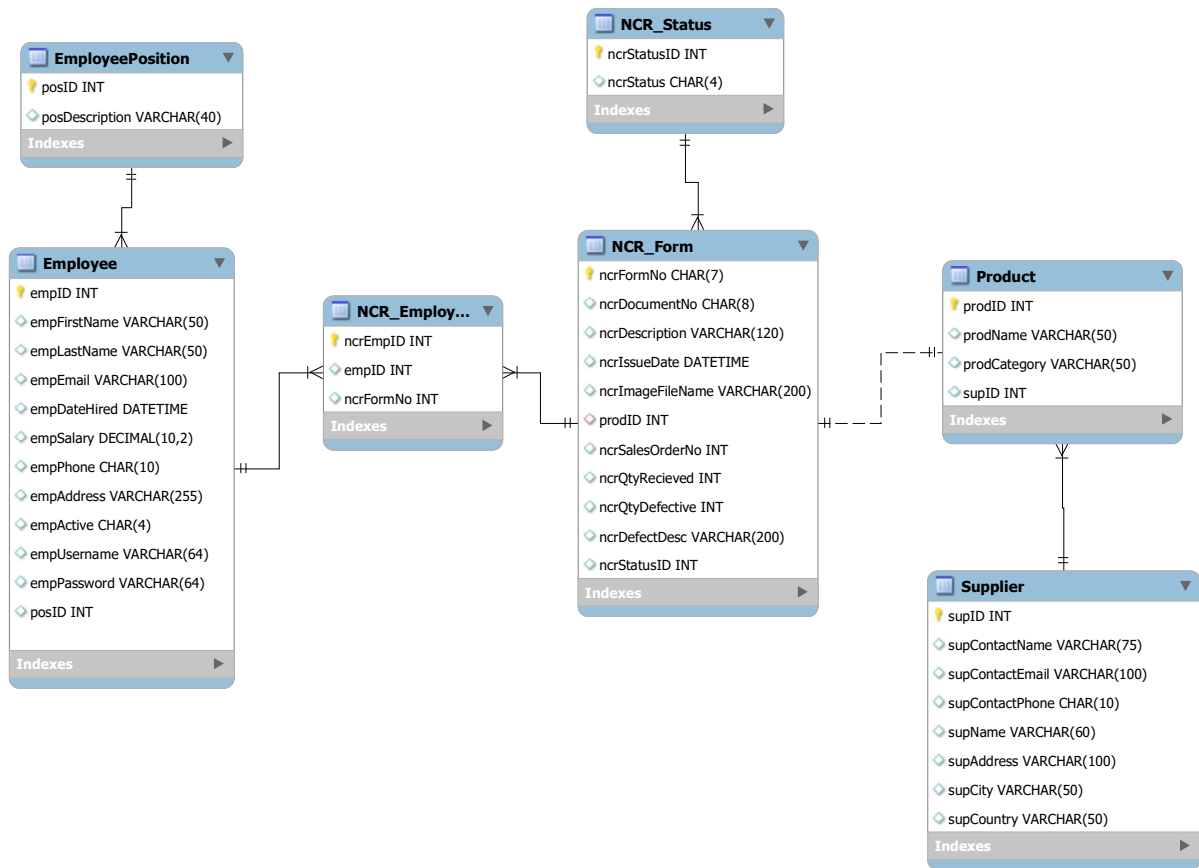 EmployeePosition
posID INT
posDescription VARCHAR(40)
Indexes
NCR_Status
ncrStatusID INT
ncrStatus CHAR(4)
Indexes
Employee
empID INT
empFirstName VARCHAR(50)
empLastName VARCHAR(50)
empEmail VARCHAR(100)
empDateHired DATETIME
empSalary DECIMAL(10,2)
empPhone CHAR(10)
empAddress VARCHAR(255)
empActive CHAR(4)
empUsername VARCHAR(64)
empPassword VARCHAR(64)
posID INT
Indexes
NCR_Employ...
ncrEmpID INT
empID INT
ncrFormNo INT
Indexes
NCR_Form
ncrFormNo CHAR(7)
ncrDocumentNo CHAR(8)
ncrDescription VARCHAR(120)
ncrIssueDate DATETIME
ncrImageFileName VARCHAR(200)
prodID INT
ncrSalesOrderNo INT
ncrQtyRecieved INT
ncrQtyDefective INT
ncrDefectDesc VARCHAR(200)
ncrStatusID INT
Indexes
Product
prodID INT
prodName VARCHAR(50)
prodCategory VARCHAR(50)
supID INT
Indexes
Supplier
supID INT
supContactName VARCHAR(75)
supContactEmail VARCHAR(100)
supContactPhone CHAR(10)
supName VARCHAR(60)
supAddress VARCHAR(100)
supCity VARCHAR(50)
supCountry VARCHAR(50)
Indexes